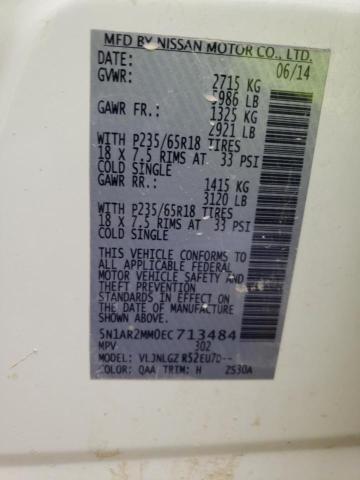 MFD BY NISSAN MOTOR CO., LTD.
DATE: 06/14
GVWR: 2715 KG
5986 LB
GAWR FR.: 1325 KG
2921 LB
WITH P235/65R18 TIRES
18 X 7.5 RIMS AT 33 PSI
COLD SINGLE
GAWR RR.: 1415 KG
3120 LB
WITH P235/65R18 TIRES
18 X 7.5 RIMS AT 33 PSI
COLD SINGLE
THIS VEHICLE CONFORMS TO
ALL APPLICABLE FEDERAL
MOTOR VEHICLE SAFETY AND
THEFT PREVENTION
STANDARDS IN EFFECT ON
THE DATE OF MANUFACTURE
SHOWN ABOVE.
5N1AR2MM0EC713484
MPV 302
MODEL: VLJNLGZ R52EU7D--
COLOR: QAA TRIM: H 2530A